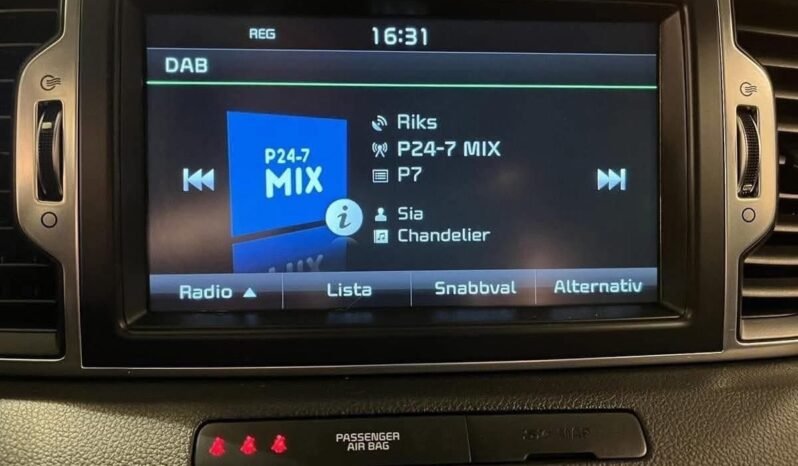 REG 16:31
DAB
P24-7
MIX
Riks
P24-7 MIX
P7
Sia
Chandelier
Radio Lista Snabbval Alternativ
PASSENGER
AIR BAG